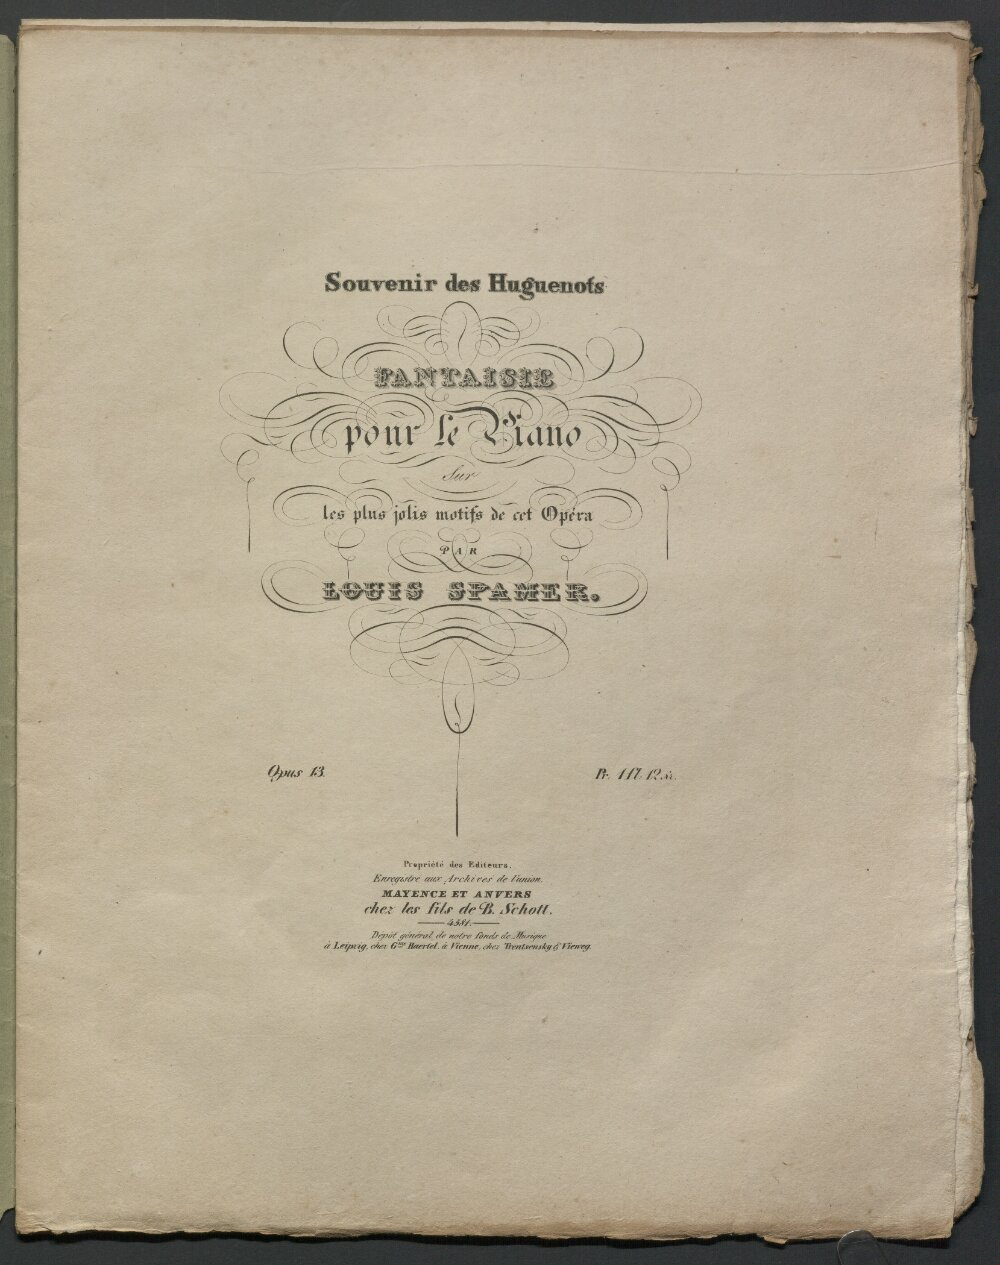 Souvenir des Huguenots
FANTAISIE
pour le Piano
Sur
les plus jolis motifs de cet Opéra
PAR
LOUIS SPAMER.
Opus 13.
Pr. 1 fl. 12 xr.
Propriété des Editeurs.
Enregistré aux Archives de l'union.
MAYENCE ET ANVERS
chez les fils de B. Schott.
4581.
Dépôt général de notre fonds de Musique
à Leipzig, chez Gme Haertel. à Vienne, chez Trentsensky & Vieweg.